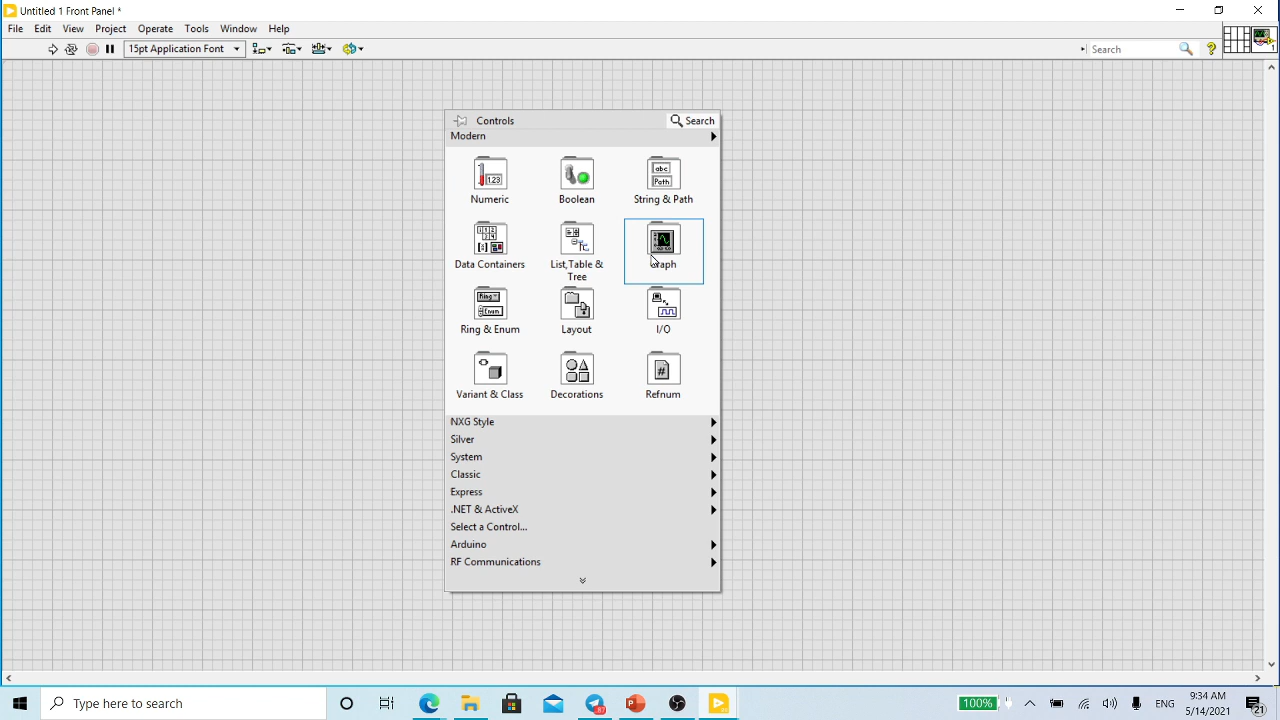 Untitled 1 Front Panel *
File Edit View Project Operate Tools Window Help
15pt Application Font
Search
Controls
Search
Modern
Numeric
Boolean
String & Path
Data Containers
List, Table &
Tree
Graph
Ring & Enum
Layout
I/O
Variant & Class
Decorations
Refnum
NXG Style
Silver
System
Classic
Express
.NET & ActiveX
Select a Control...
Arduino
RF Communications
Type here to search
100%
ENG
9:34 AM
5/14/2021
21